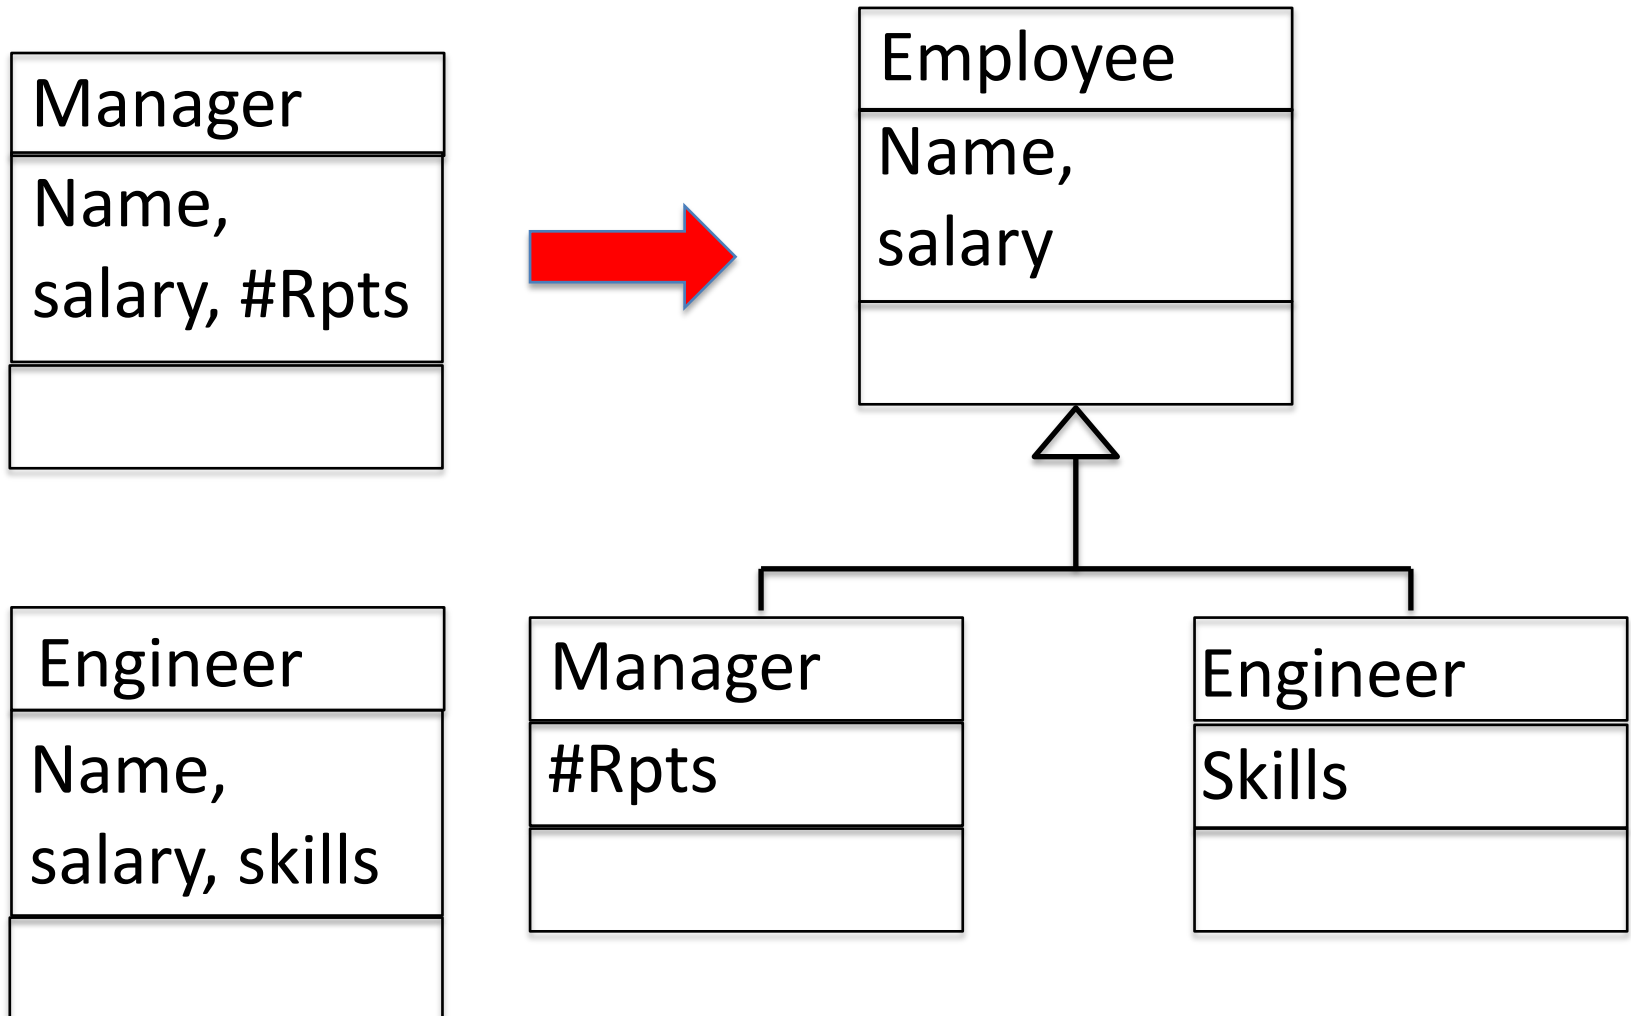 Manager
Name,
salary, #Rpts
Engineer
Name,
salary, skills
Employee
Name,
salary
Manager
#Rpts
Engineer
Skills